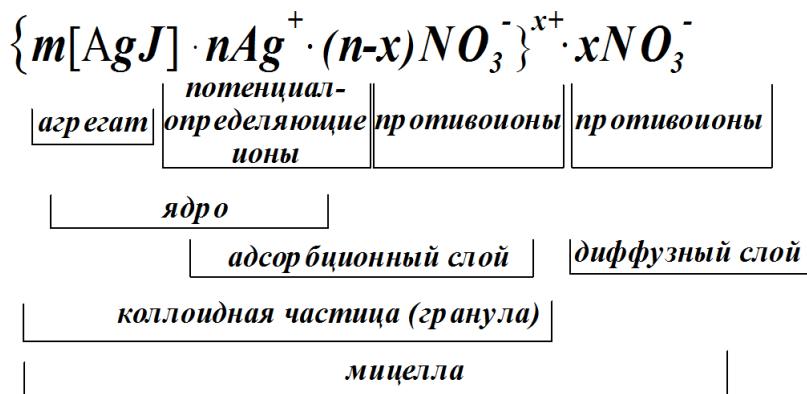 {m[AgJ] · nAg⁺ · (n-x)NO₃⁻}ˣ⁺ · xNO₃⁻
агрегат
потенциал-
определяющие
ионы
противоионы
противоионы
ядро
адсорбционный слой
диффузный слой
коллоидная частица (гранула)
мицелла